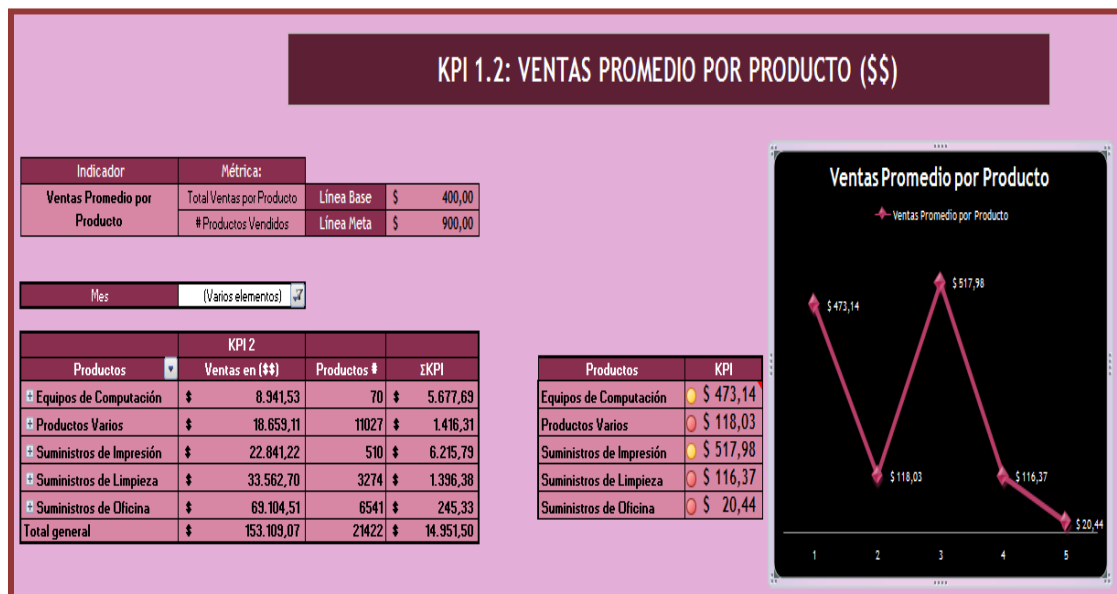 KPI 1.2: VENTAS PROMEDIO POR PRODUCTO ($$)
Indicador Métrica:
Ventas Promedio por Producto Total Ventas por Producto Línea Base $ 400,00
# Productos Vendidos Línea Meta $ 900,00
Mes (Varios elementos)
KPI 2
Productos Ventas en ($$) Productos # ΣKPI
Equipos de Computación $ 8.941,53 70 $ 5.677,69
Productos Varios $ 18.659,11 11027 $ 1.416,31
Suministros de Impresión $ 22.841,22 510 $ 6.215,79
Suministros de Limpieza $ 33.562,70 3274 $ 1.396,38
Suministros de Oficina $ 69.104,51 6541 $ 245,33
Total general $ 153.109,07 21422 $ 14.951,50
Productos KPI
Equipos de Computación $ 473,14
Productos Varios $ 118,03
Suministros de Impresión $ 517,98
Suministros de Limpieza $ 116,37
Suministros de Oficina $ 20,44
Ventas Promedio por Producto
Ventas Promedio por Producto
$ 473,14
$ 118,03
$ 517,98
$ 116,37
$ 20,44
1 2 3 4 5